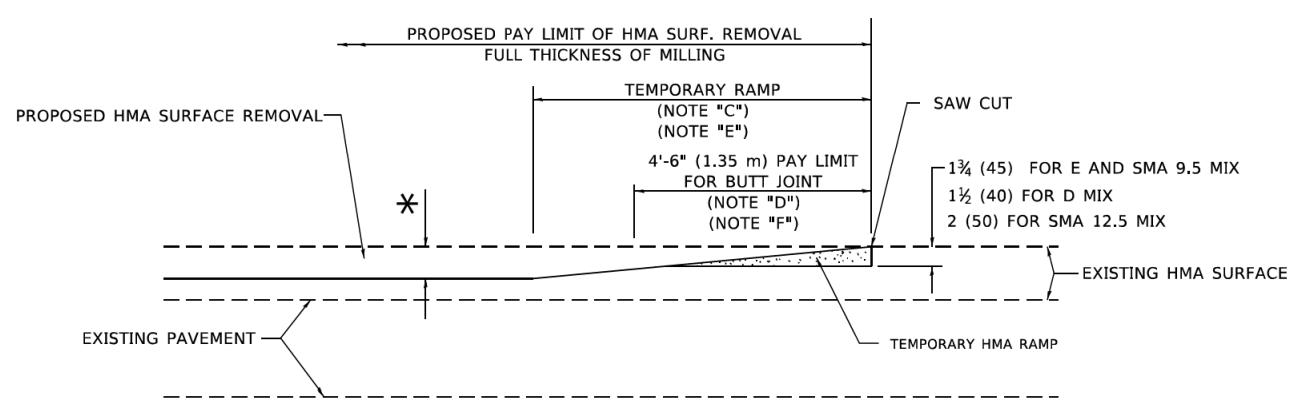 PROPOSED PAY LIMIT OF HMA SURF. REMOVAL
FULL THICKNESS OF MILLING
TEMPORARY RAMP
(NOTE "C")
(NOTE "E")
SAW CUT
PROPOSED HMA SURFACE REMOVAL
4'-6" (1.35 m) PAY LIMIT
FOR BUTT JOINT
(NOTE "D")
(NOTE "F")
1¾ (45) FOR E AND SMA 9.5 MIX
1½ (40) FOR D MIX
2 (50) FOR SMA 12.5 MIX
*
EXISTING HMA SURFACE
EXISTING PAVEMENT
TEMPORARY HMA RAMP